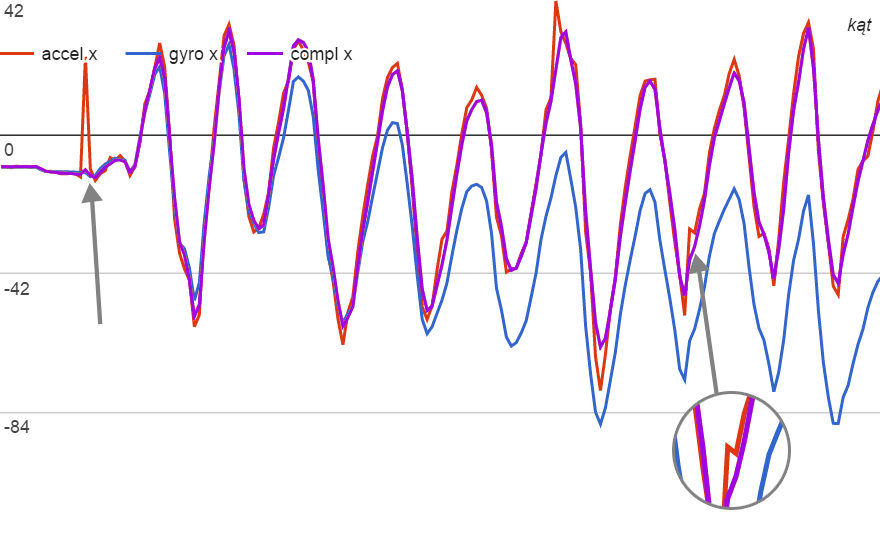 42
kąt
accel,x gyro x compl x
0
-42
-84